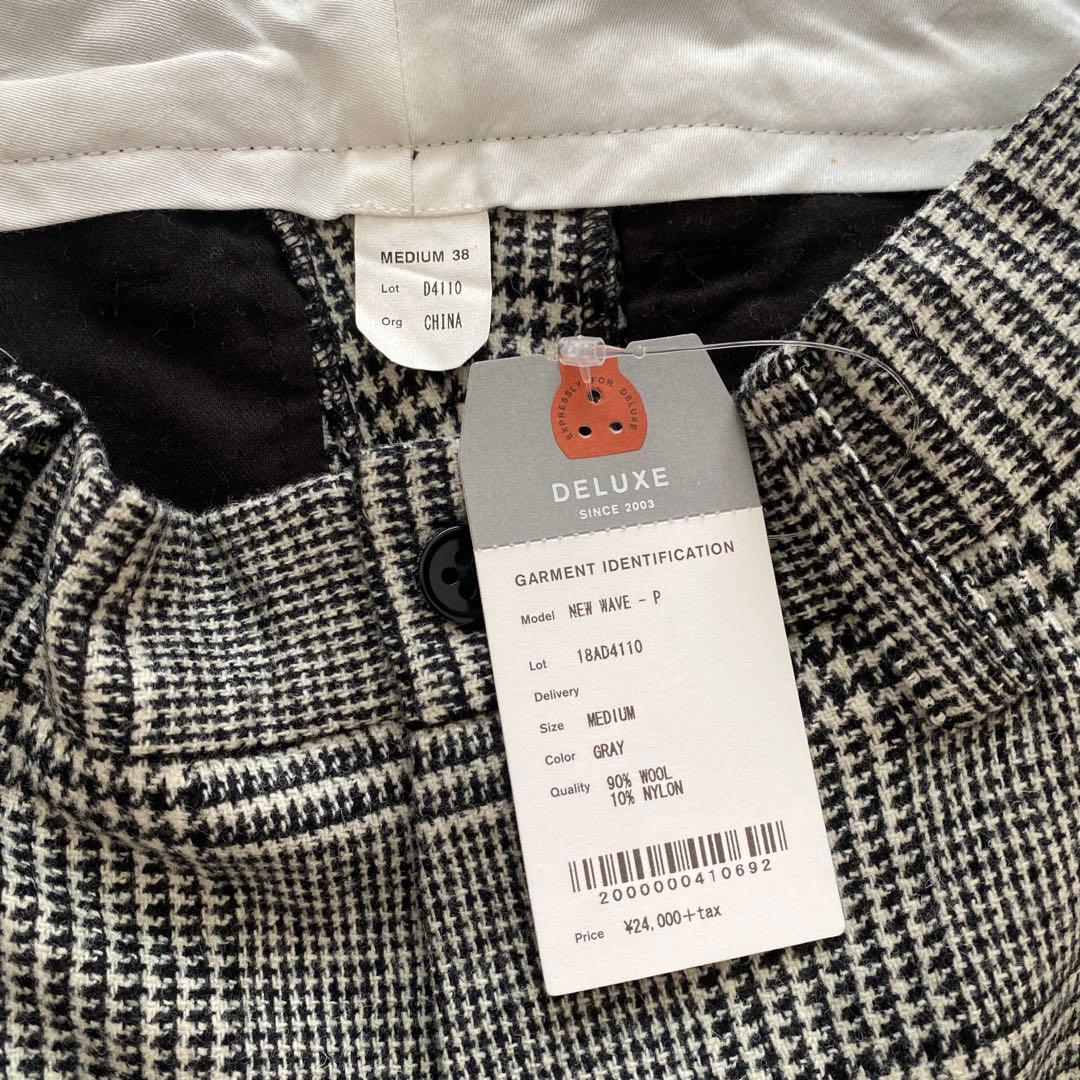 MEDIUM 38
Lot D4110
Org CHINA
EXPRESSLY FOR DELUXE
DELUXE
SINCE 2003
GARMENT IDENTIFICATION
Model NEW WAVE - P
Lot 18AD4110
Delivery
Size MEDIUM
Color GRAY
Quality 90% WOOL
10% NYLON
2000000410692
Price ¥24,000+tax